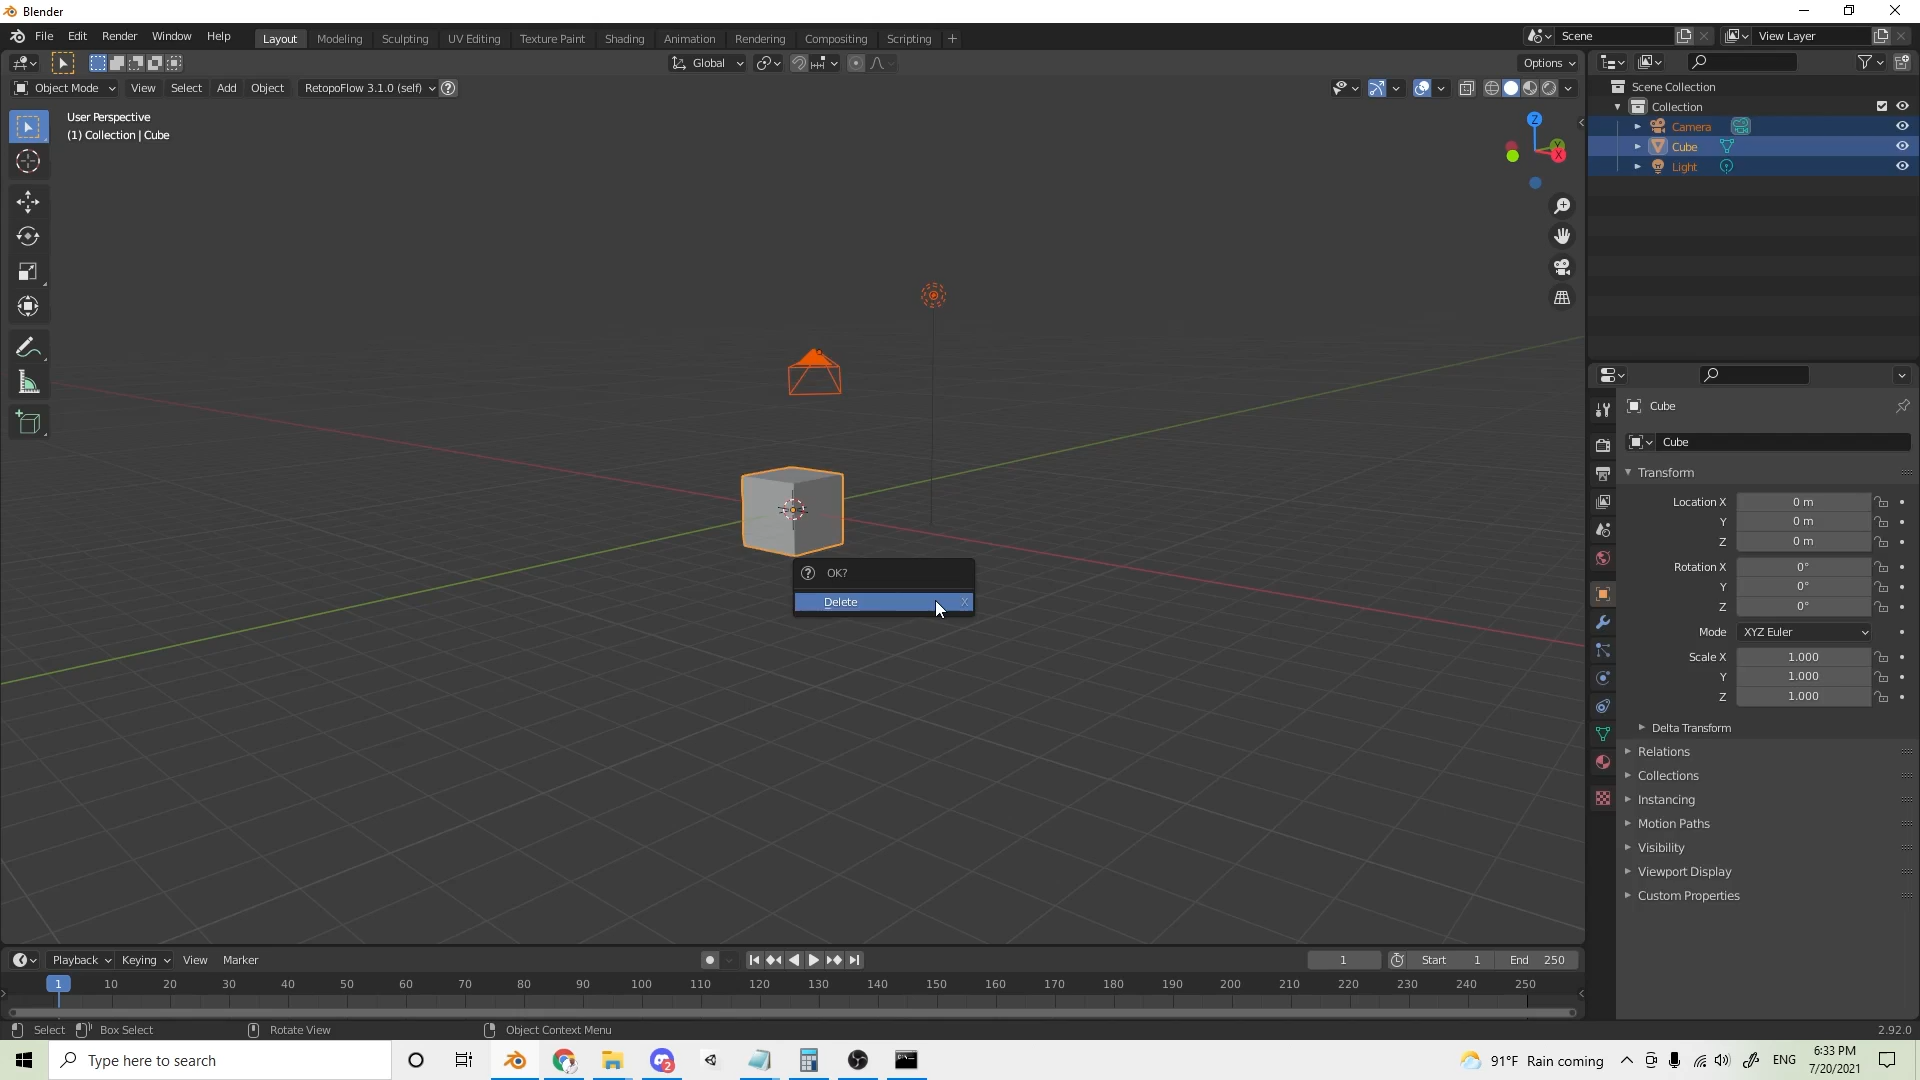 Blender
File Edit Render Window Help Layout Modeling Sculpting UV Editing Texture Paint Shading Animation Rendering Compositing Scripting + Scene View Layer
Global Options
Object Mode View Select Add Object RetopoFlow 3.1.0 (self)
User Perspective
(1) Collection | Cube
Z
Y
X
Scene Collection
Collection
Camera
Cube
Light
OK?
Delete X
Cube
Cube
Transform
Location X 0 m
Y 0 m
Z 0 m
Rotation X 0°
Y 0°
Z 0°
Mode XYZ Euler
Scale X 1.000
Y 1.000
Z 1.000
Delta Transform
Relations
Collections
Instancing
Motion Paths
Visibility
Viewport Display
Custom Properties
Playback Keying View Marker 1 Start 1 End 250
1 10 20 30 40 50 60 70 80 90 100 110 120 130 140 150 160 170 180 190 200 210 220 230 240 250
Select Box Select Rotate View Object Context Menu 2.92.0
Type here to search 2 91°F Rain coming ENG 6:33 PM
7/20/2021